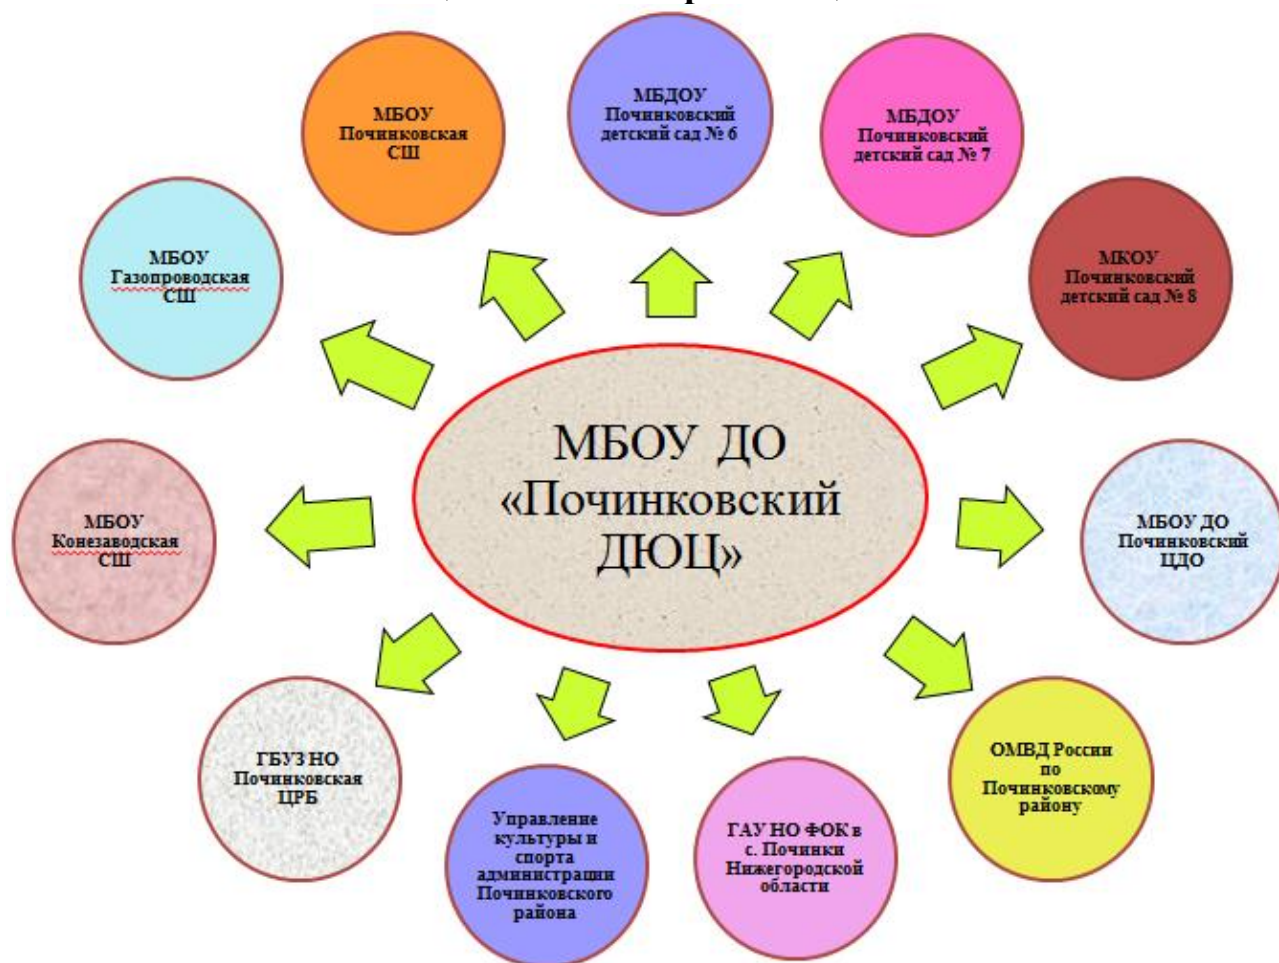 МБДОУ
Починковский
детский сад № 6
МБОУ
Починковская
СШ
МБДОУ
Починковский
детский сад № 7
МБОУ
Газопроводская
СШ
МКОУ
Починковский
детский сад № 8
МБОУ ДО
«Починковский
ДЮЦ»
МБОУ
Конезаводская
СШ
МБОУ ДО
Починковский
ЦДО
ГБУЗ НО
Починковская
ЦРБ
ОМВД России
по
Починковскому
району
Управление
культуры и
спорта
администрации
Починковского
района
ГАУ НО ФОК в
с. Починки
Нижегородской
области